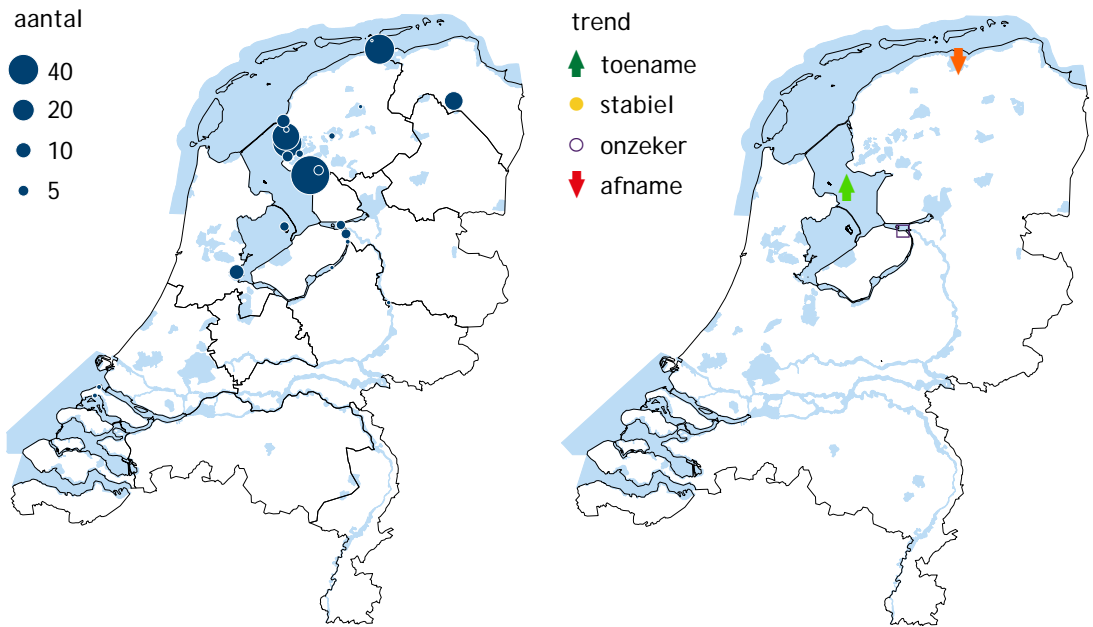 aantal
40
20
10
5
trend
toename
stabiel
onzeker
afname